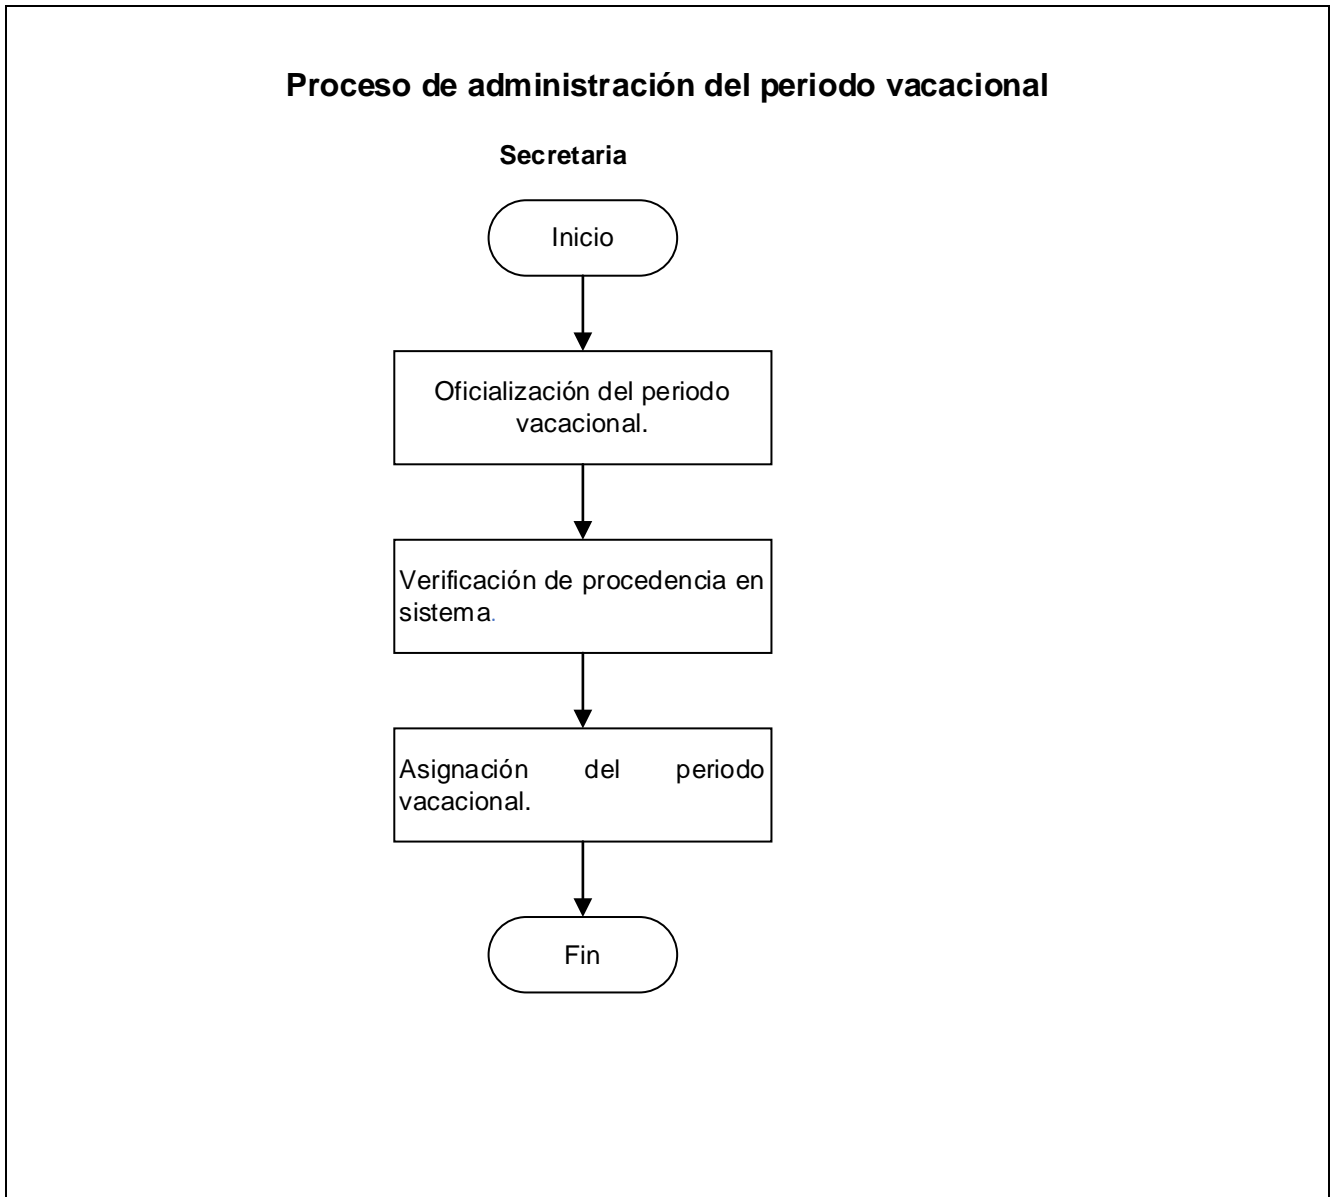 Proceso de administración del periodo vacacional
Secretaria
Inicio
Oficialización del periodo
vacacional.
Verificación de procedencia en
sistema.
Asignación del periodo
vacacional.
Fin